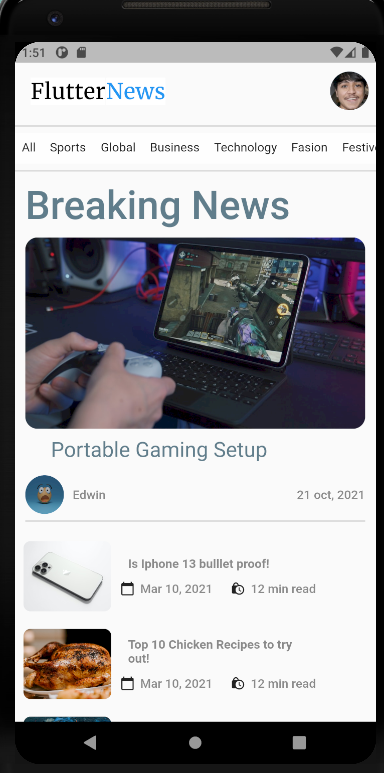 1:51
FlutterNews
All Sports Global Business Technology Fasion Festive
Breaking News
Portable Gaming Setup
Edwin 21 oct, 2021
Is Iphone 13 bulllet proof!
Mar 10, 2021 12 min read
Top 10 Chicken Recipes to try
out!
Mar 10, 2021 12 min read